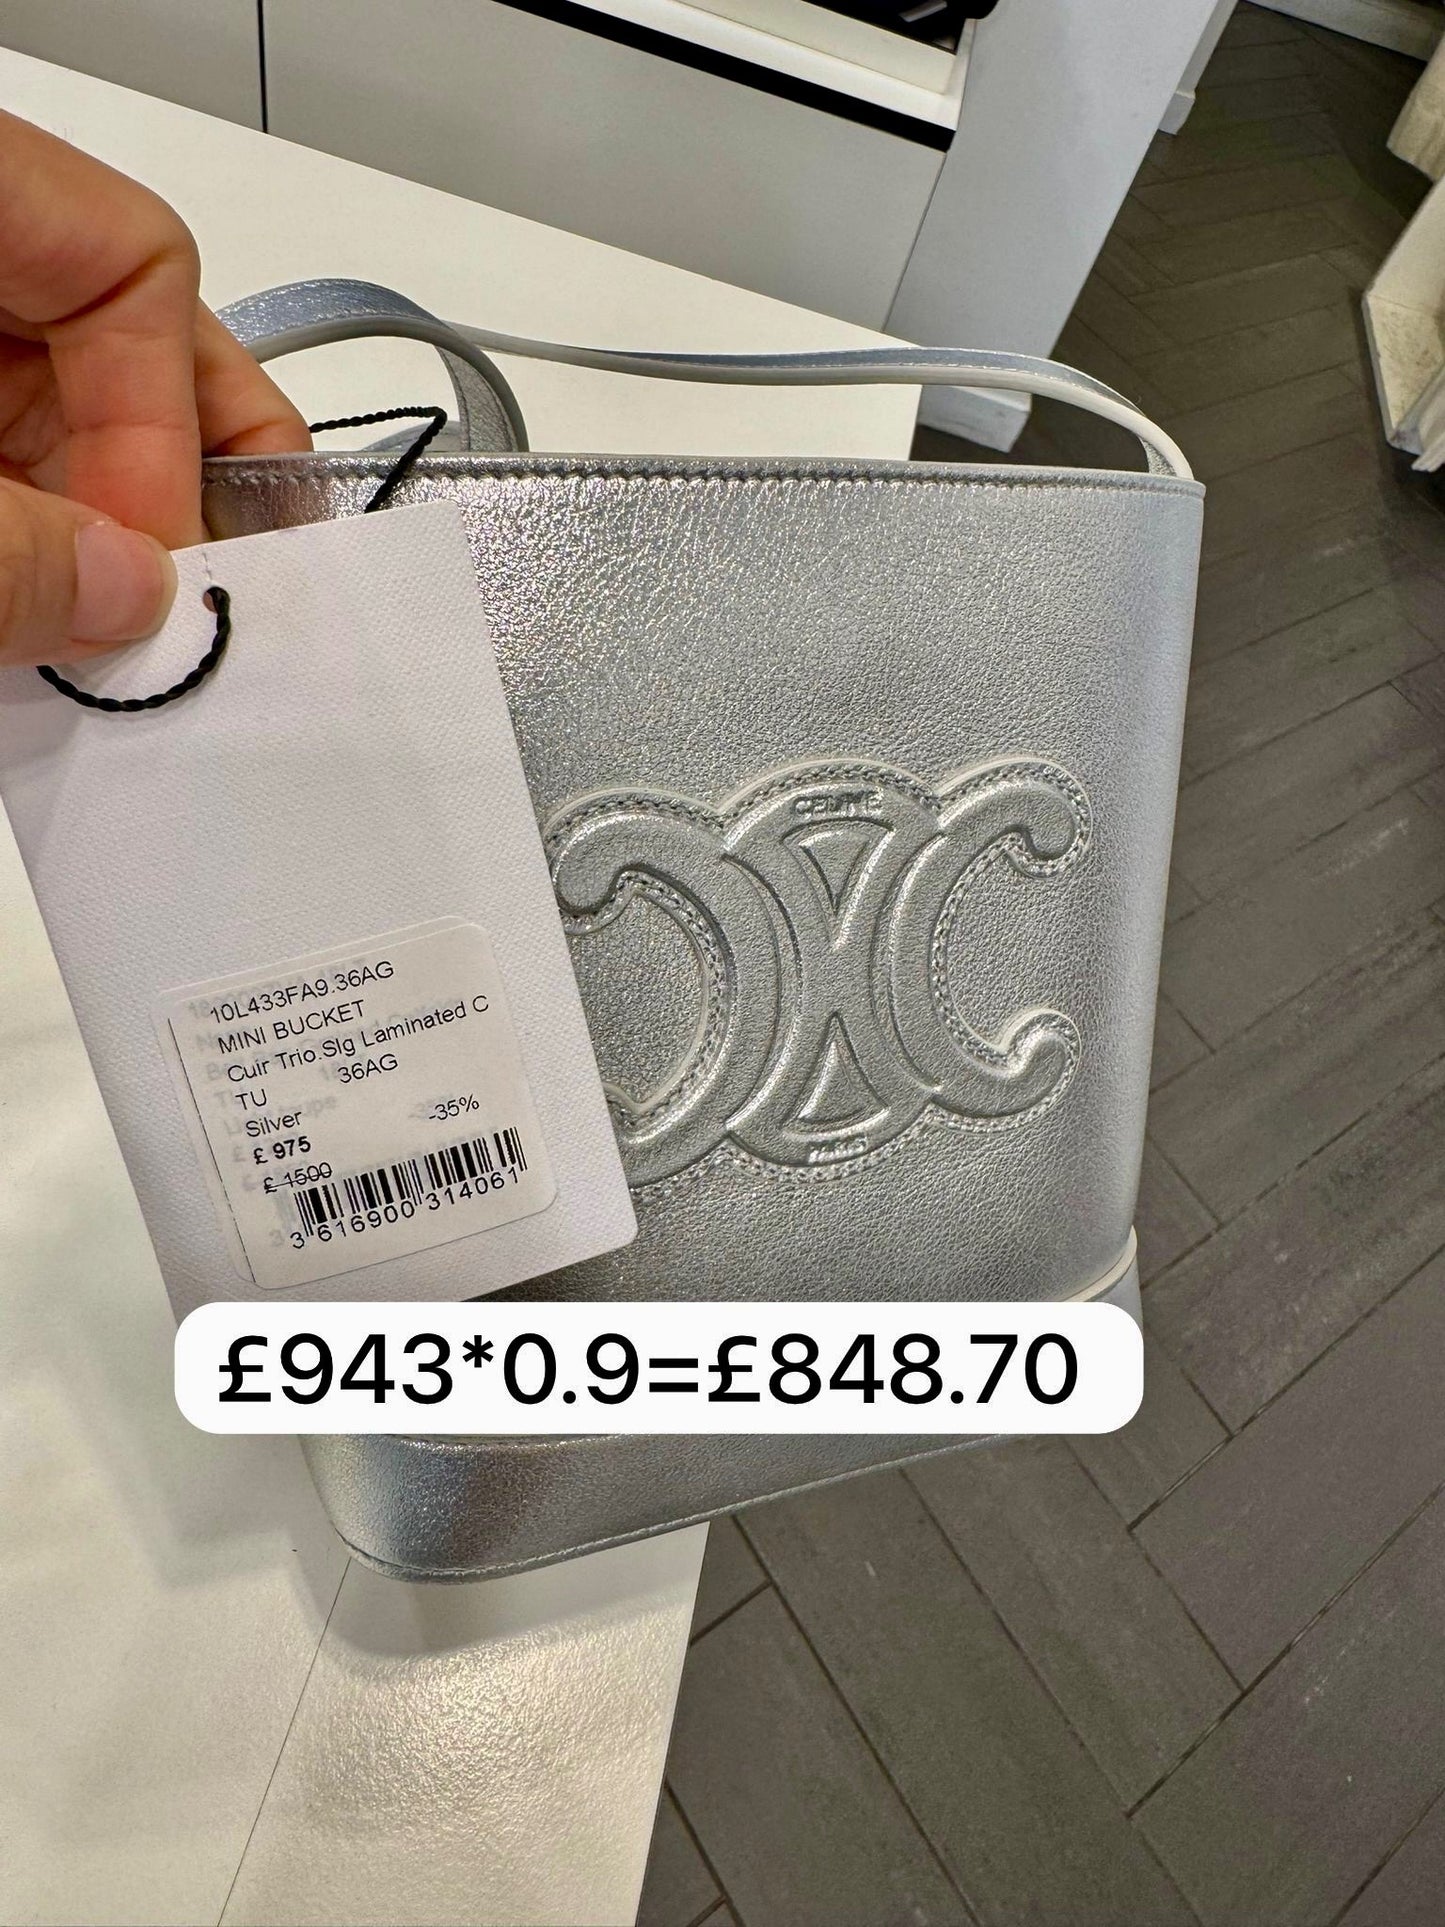 CELINE
10L433FA9.36AG
MINI BUCKET
Cuir Trio.Slg Laminated C
TU 36AG
Silver -35%
£ 975
£ 1500
3 616900 314061
£943*0.9=£848.70